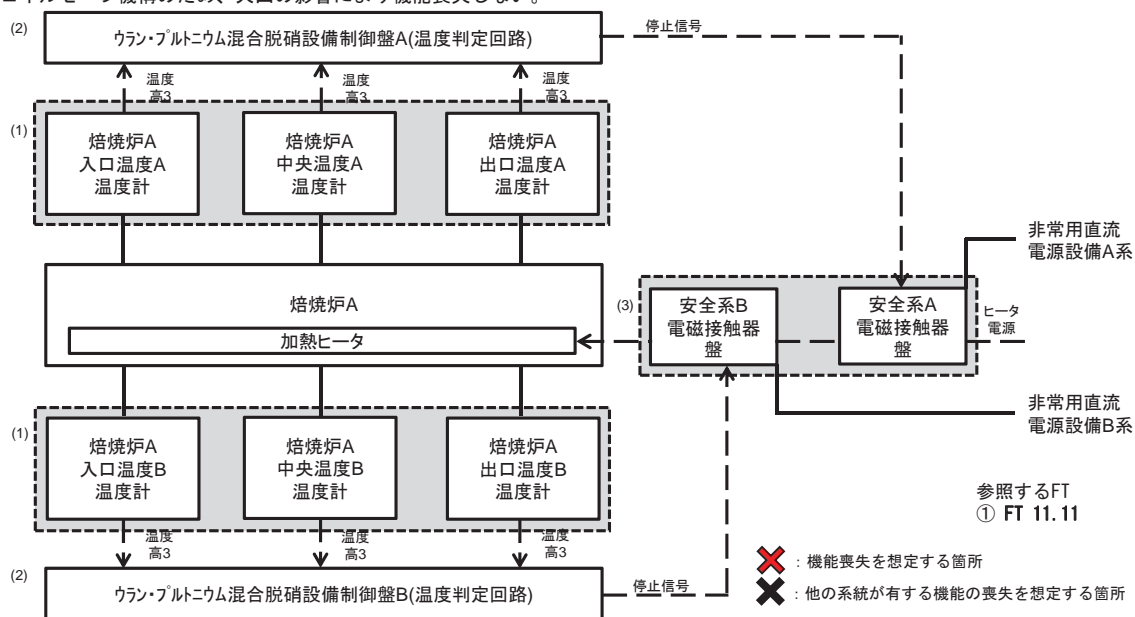 (2)
ウラン・プルトニウム混合脱硝設備制御盤A(温度判定回路)
停止信号
温度
高3
温度
高3
温度
高3
(1)
焙焼炉A
入口温度A
温度計
焙焼炉A
中央温度A
温度計
焙焼炉A
出口温度A
温度計
非常用直流
電源設備A系
焙焼炉A
加熱ヒータ
(3)
安全系B
電磁接触器
盤
安全系A
電磁接触器
盤
ヒータ
電源
非常用直流
電源設備B系
(1)
焙焼炉A
入口温度B
温度計
焙焼炉A
中央温度B
温度計
焙焼炉A
出口温度B
温度計
参照するFT
① FT 11.11
温度
高3
温度
高3
温度
高3
(2)
ウラン・プルトニウム混合脱硝設備制御盤B(温度判定回路)
停止信号
：機能喪失を想定する箇所
：他の系統が有する機能の喪失を想定する箇所